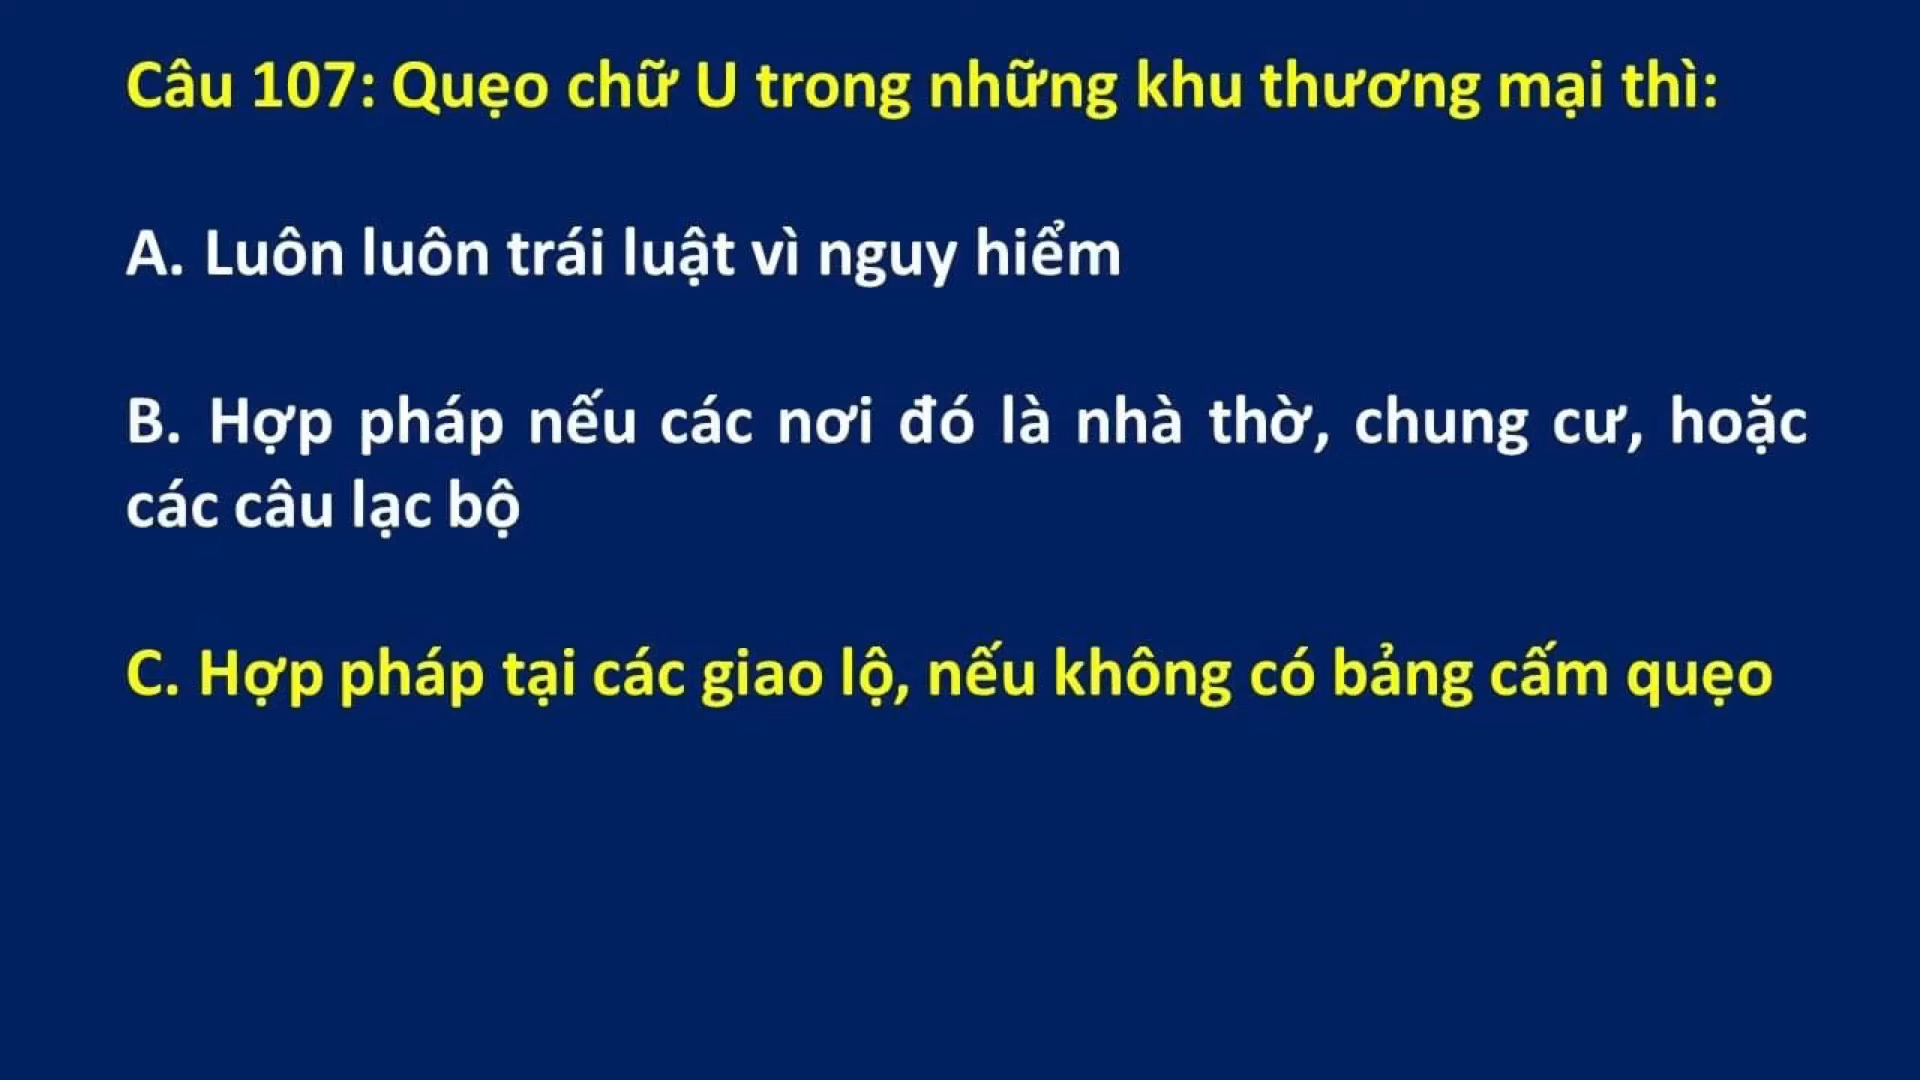 Câu 107: Quẹo chữ U trong những khu thương mại thì:
A. Luôn luôn trái luật vì nguy hiểm
B. Hợp pháp nếu các nơi đó là nhà thờ, chung cư, hoặc
các câu lạc bộ
C. Hợp pháp tại các giao lộ, nếu không có bảng cấm quẹo